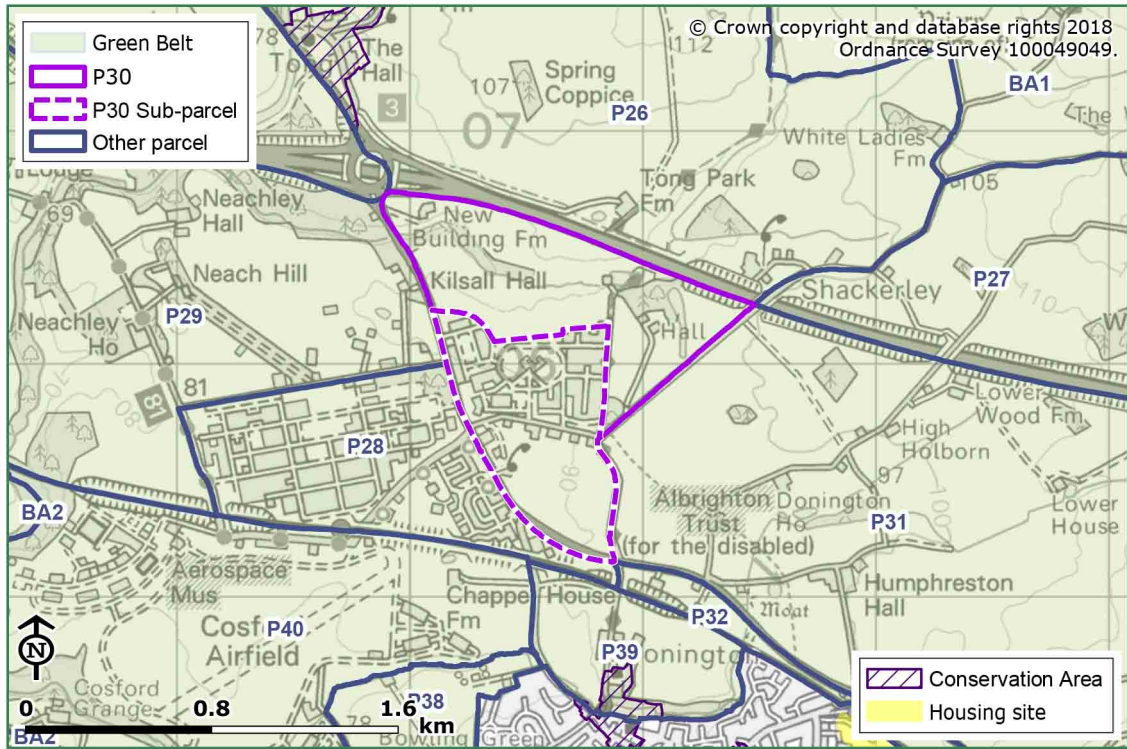 Green Belt
P30
P30 Sub-parcel
Other parcel
© Crown copyright and database rights 2018
Ordnance Survey 100049049.
The
Hall
3
107
Spring
Coppice
07
112
P26
BA1
White Ladies
Fm
105
Tong Park
Fm
69
Neachley
Hall
New
Building Fm
Kilsall Hall
Neach Hill
P29
Neachley
Ho
81
Hall
Shackerley
P27
110
Lower
Wood Fm
High
Holborn
97
P28
90
Albrighton
Trust
(for the disabled)
Donington
Ho
P31
Lower
House
100
BA2
Aerospace
Mus
Chapper House
Fm
P32
Moat
Humphreston
Hall
P40
Airfield
P39
Cosford
Grange
P38
78
Bowling Green
BA2
N
0
0.8
1.6
km
Conservation Area
Housing site